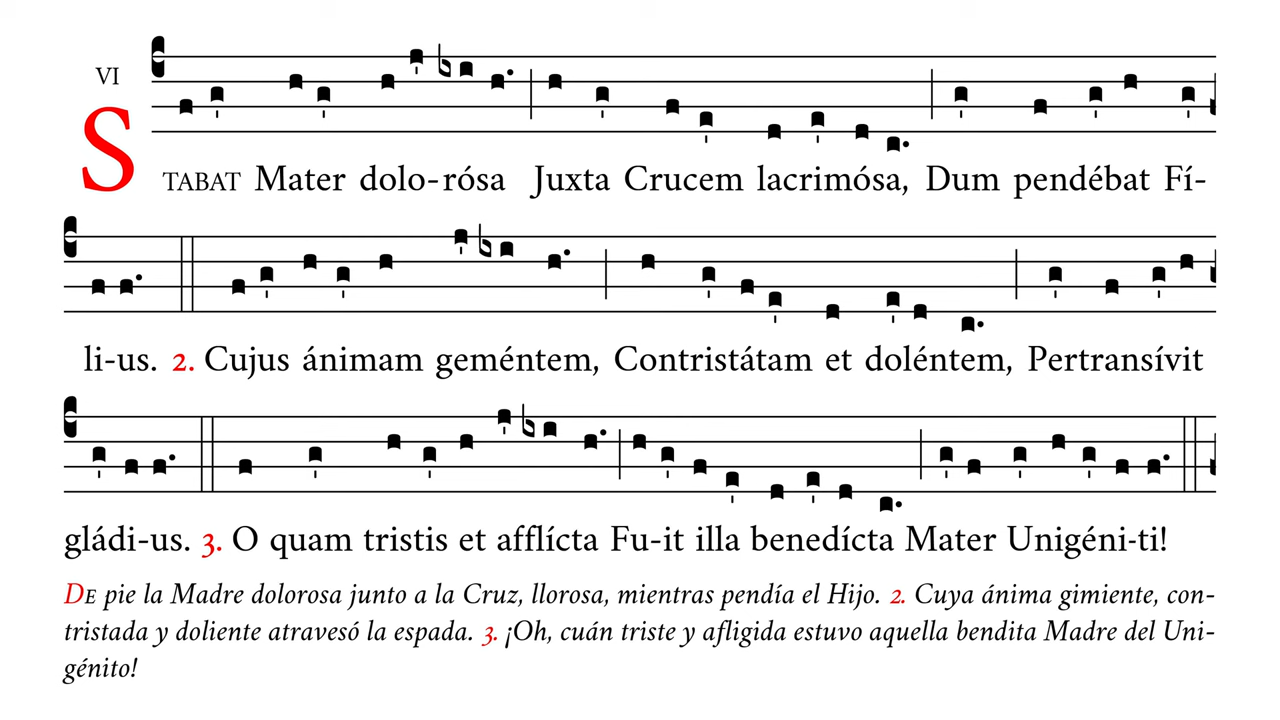 VI
STABAT Mater dolo-rósa Juxta Crucem lacrimósa, Dum pendébat Fí-
li-us. 2. Cujus ánimam geméntem, Contristátam et doléntem, Pertransívit
gládi-us. 3. O quam tristis et afflícta Fu-it illa benedícta Mater Unigéni-ti!
DE pie la Madre dolorosa junto a la Cruz, llorosa, mientras pendía el Hijo. 2. Cuya ánima gimiente, con-
tristada y doliente atravesó la espada. 3. ¡Oh, cuán triste y afligida estuvo aquella bendita Madre del Uni-
génito!